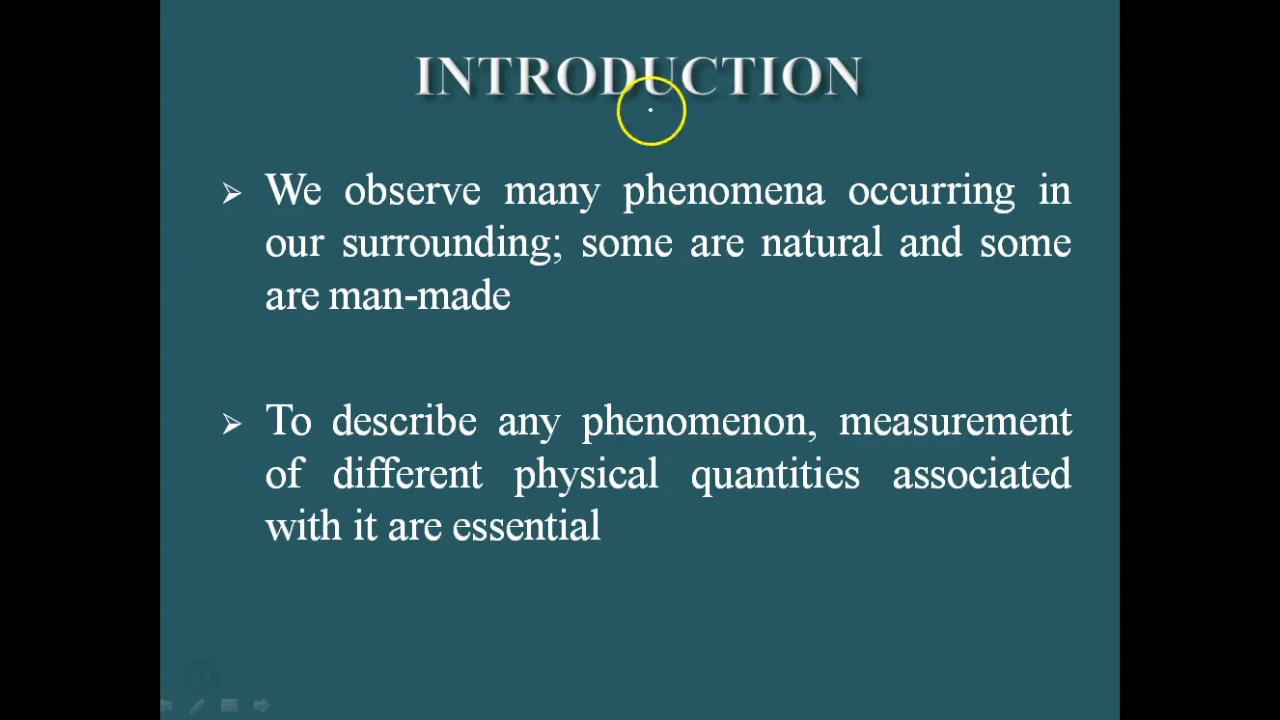 INTRODUCTION
We observe many phenomena occurring in
our surrounding; some are natural and some
are man-made
To describe any phenomenon, measurement
of different physical quantities associated
with it are essential